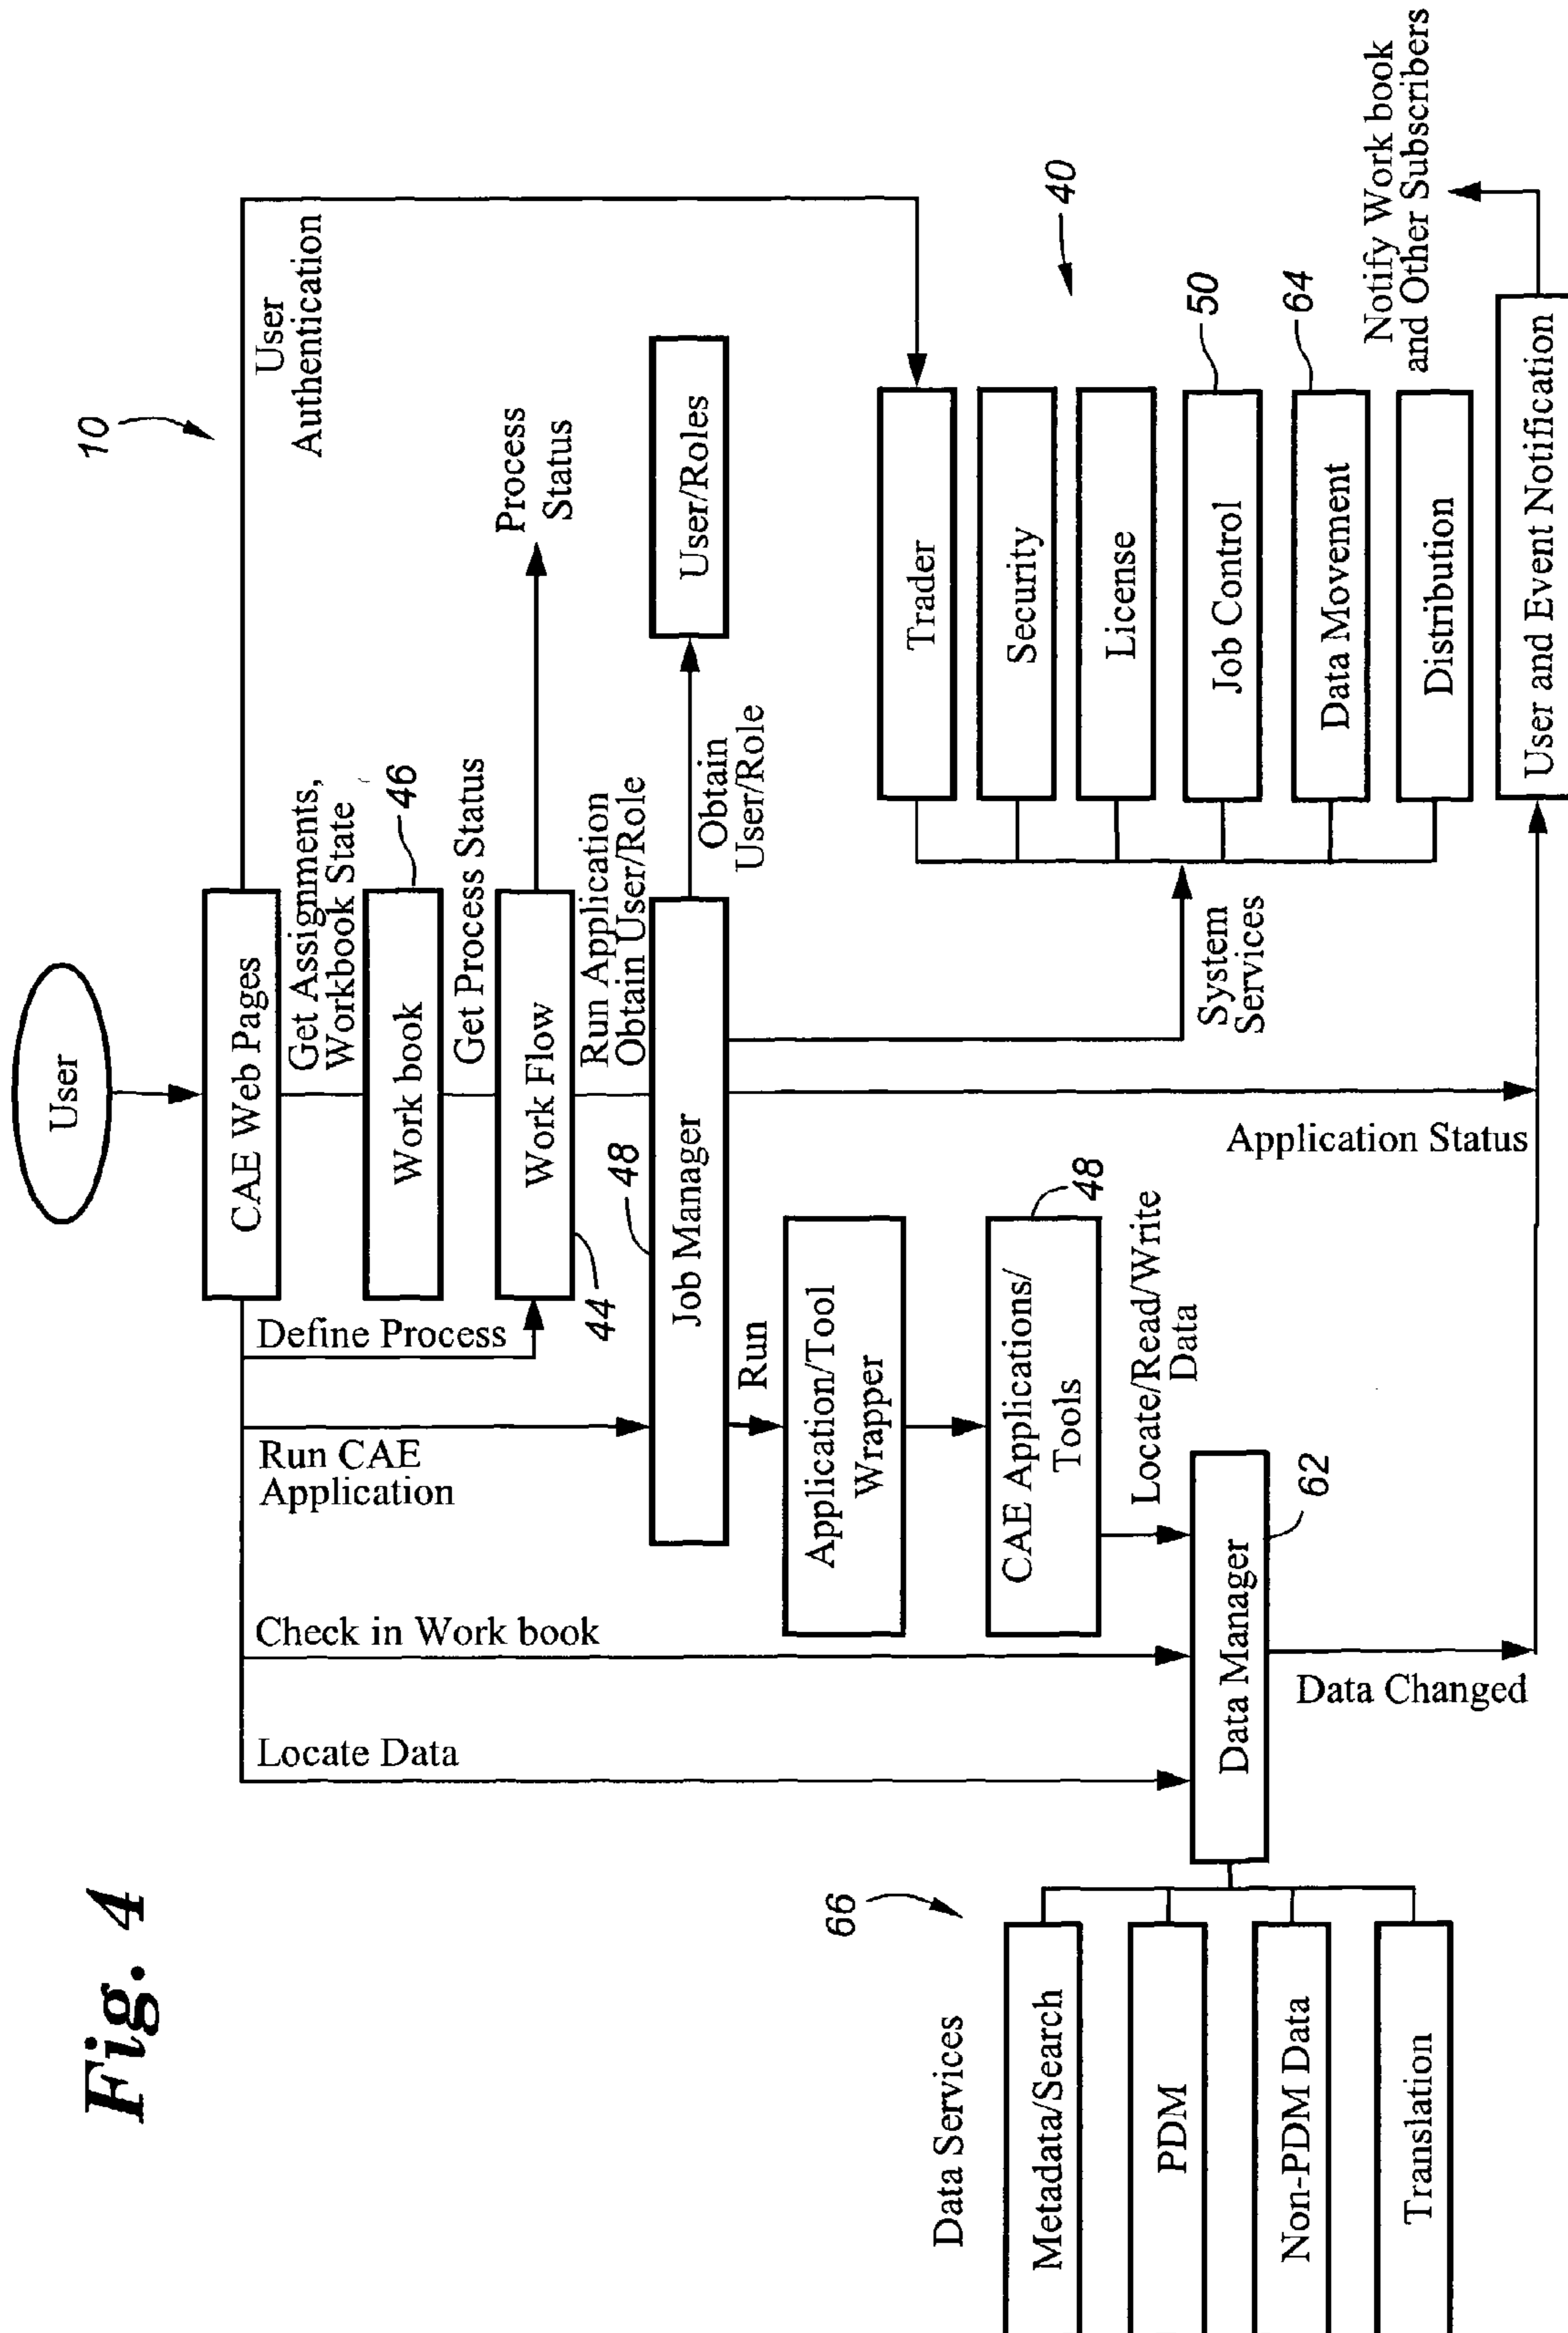 Fig. 4
10
User
CAE Web Pages
User
Authentication
Get Assignments,
Workbook State
Work book
46
Get Process Status
Work Flow
44
Process
Status
Define Process
Run Application
Obtain User/Role
Run CAE
Application
Job Manager
48
Obtain
User/Role
User/Roles
Check in Work book
Locate Data
Run
Application/Tool
Wrapper
CAE Applications/
Tools
48
Locate/Read/Write
Data
Data Manager
62
Data Changed
Application Status
System
Services
40
Trader
Security
License
Job Control
50
Data Movement
64
Distribution
User and Event Notification
Notify Work book
and Other Subscribers
66
Data Services
Metadata/Search
PDM
Non-PDM Data
Translation